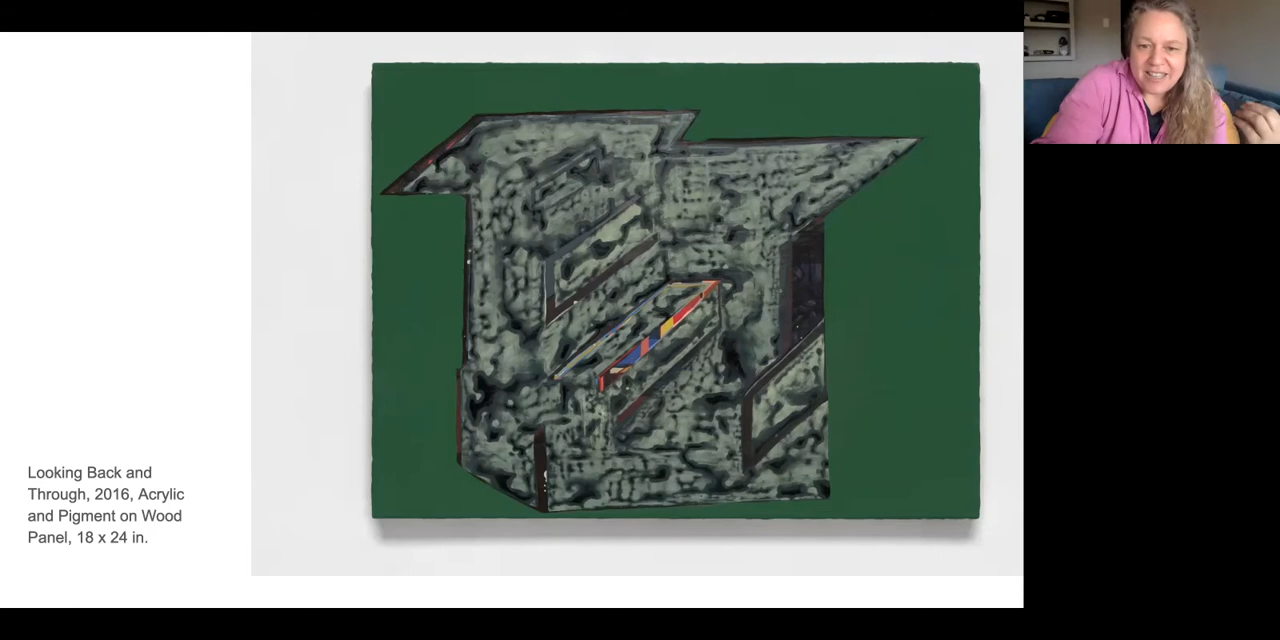 Looking Back and
Through, 2016, Acrylic
and Pigment on Wood
Panel, 18 x 24 in.